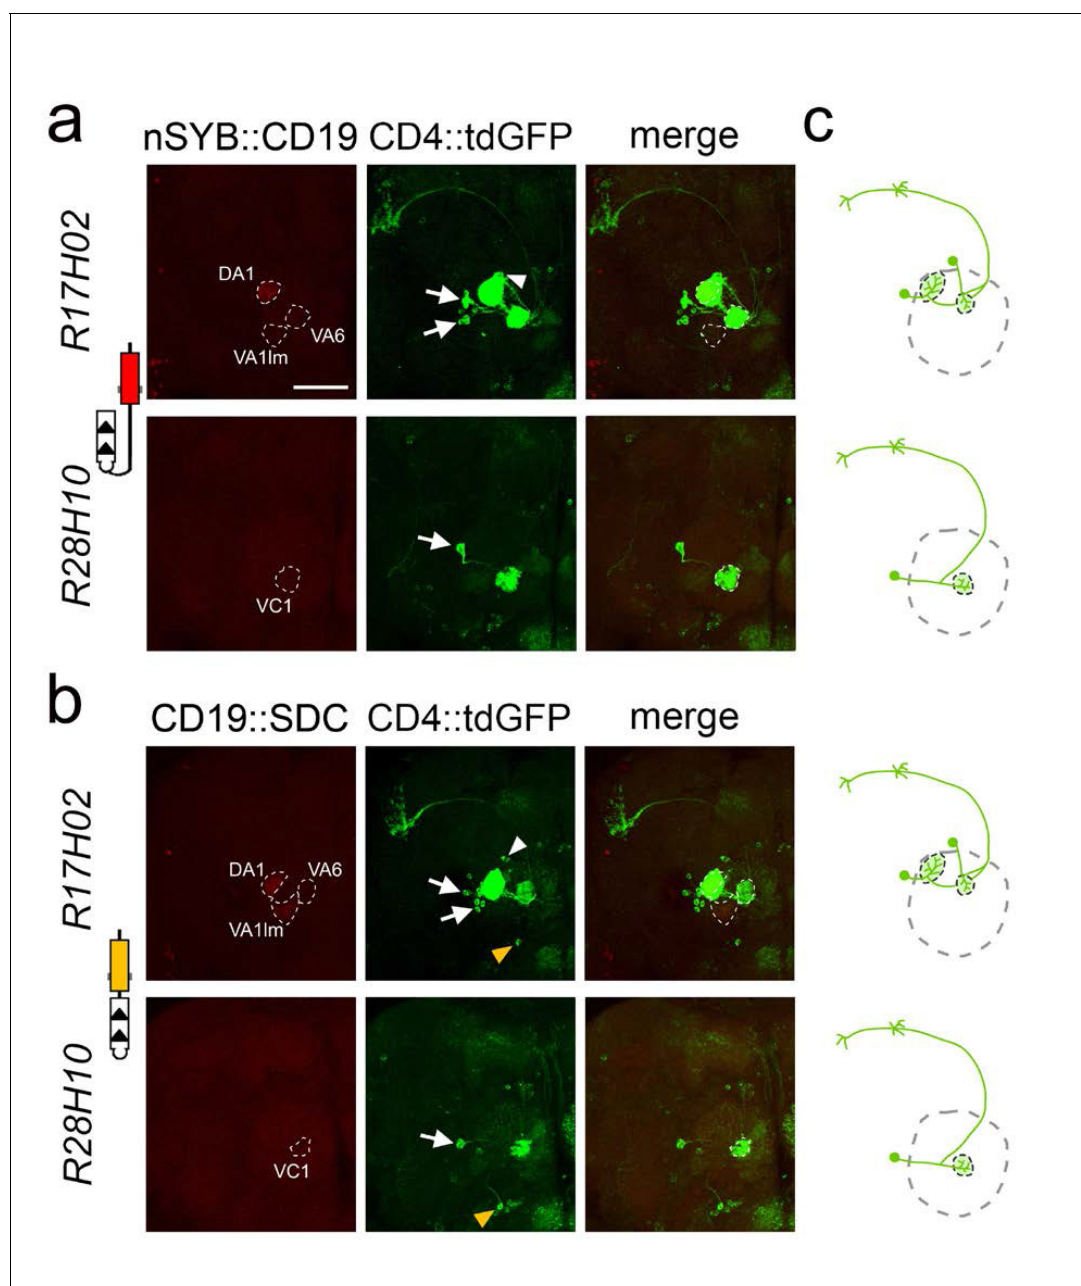 a
nSYB::CD19 CD4::tdGFP merge
c
R17H02
DA1
VA6
VA1lm
R28H10
VC1
b
CD19::SDC CD4::tdGFP merge
R17H02
DA1 VA6
VA1lm
R28H10
VC1